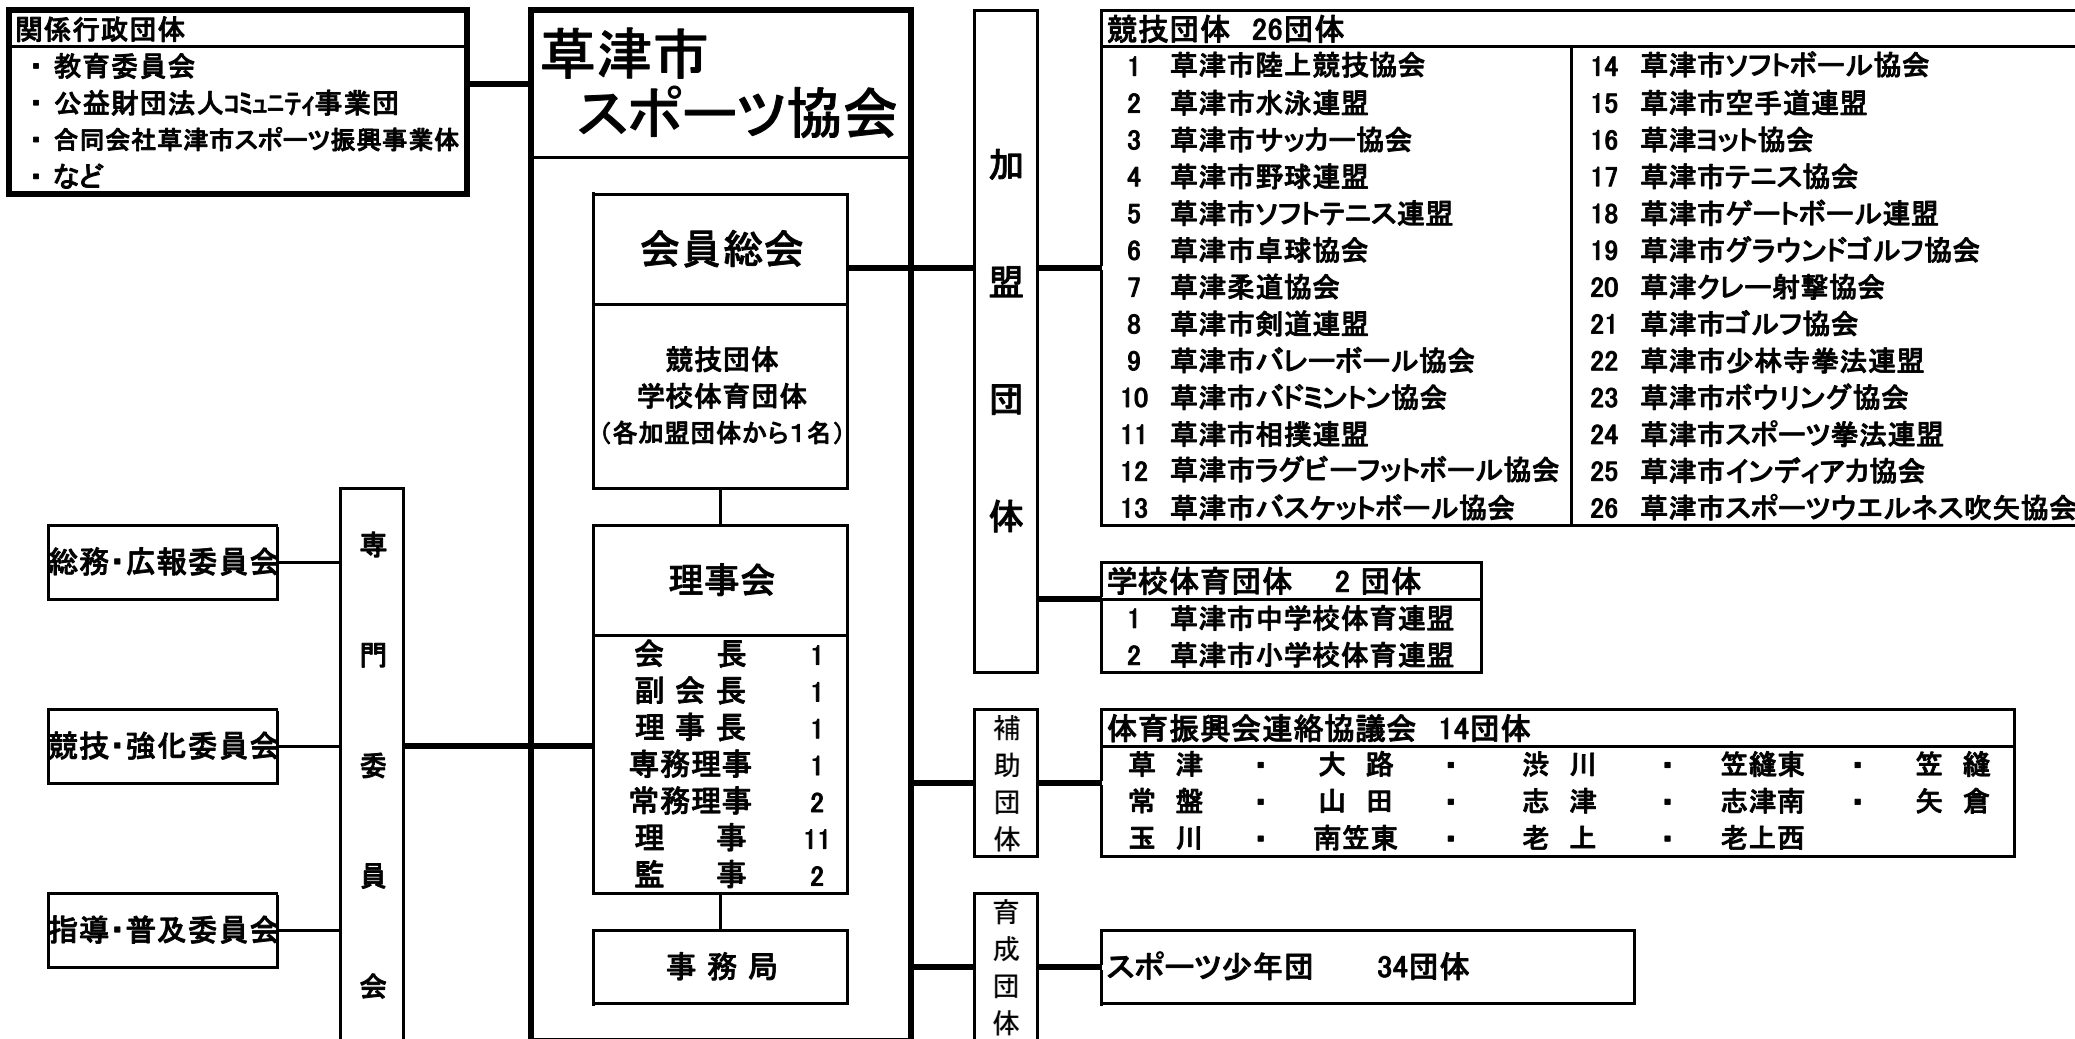 関係行政団体
・ 教育委員会
・ 公益財団法人ｺﾐｭﾆﾃｨ事業団
・ 合同会社草津市スポーツ振興事業体
・ など
草津市
スポーツ協会
会員総会
競技団体
学校体育団体
（各加盟団体から１名）
理事会
会長 1
副会長 1
理事長 1
専務理事 1
常務理事 2
理事 11
監事 2
事務局
専門委員会
総務・広報委員会
競技・強化委員会
指導・普及委員会
加盟団体
競技団体 26団体
1 草津市陸上競技協会
2 草津市水泳連盟
3 草津市サッカー協会
4 草津市野球連盟
5 草津市ソフトテニス連盟
6 草津市卓球協会
7 草津柔道協会
8 草津市剣道連盟
9 草津市バレーボール協会
10 草津市バドミントン協会
11 草津市相撲連盟
12 草津市ラグビーフットボール協会
13 草津市バスケットボール協会
14 草津市ソフトボール協会
15 草津市空手道連盟
16 草津ヨット協会
17 草津市テニス協会
18 草津市ゲートボール連盟
19 草津市グラウンドゴルフ協会
20 草津クレー射撃協会
21 草津市ゴルフ協会
22 草津市少林寺拳法連盟
23 草津市ボウリング協会
24 草津市スポーツ拳法連盟
25 草津市インディアカ協会
26 草津市スポーツウエルネス吹矢協会
学校体育団体 2 団体
1 草津市中学校体育連盟
2 草津市小学校体育連盟
補助団体
体育振興会連絡協議会 14団体
草津 ・ 大路 ・ 渋川 ・ 笠縫東 ・ 笠縫
常盤 ・ 山田 ・ 志津 ・ 志津南 ・ 矢倉
玉川 ・ 南笠東 ・ 老上 ・ 老上西
育成団体
スポーツ少年団 34団体